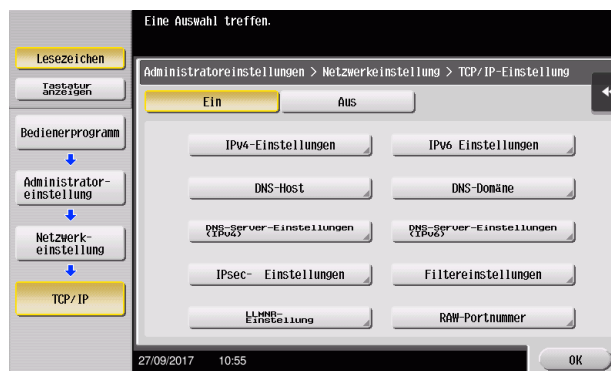 Eine Auswahl treffen.
Lesezeichen
Tastatur
anzeigen
Bedienerprogramm
Administrator-
einstellung
Netzwerk-
einstellung
TCP/IP
Administratoreinstellungen > Netzwerkeinstellung > TCP/IP-Einstellung
Ein
Aus
IPv4-Einstellungen
IPv6 Einstellungen
DNS-Host
DNS-Domäne
DNS-Server-Einstellungen
(IPv4)
DNS-Server-Einstellungen
(IPv6)
IPsec- Einstellungen
Filtereinstellungen
LLMNR-
Einstellung
RAW-Portnummer
27/09/2017 10:55
OK